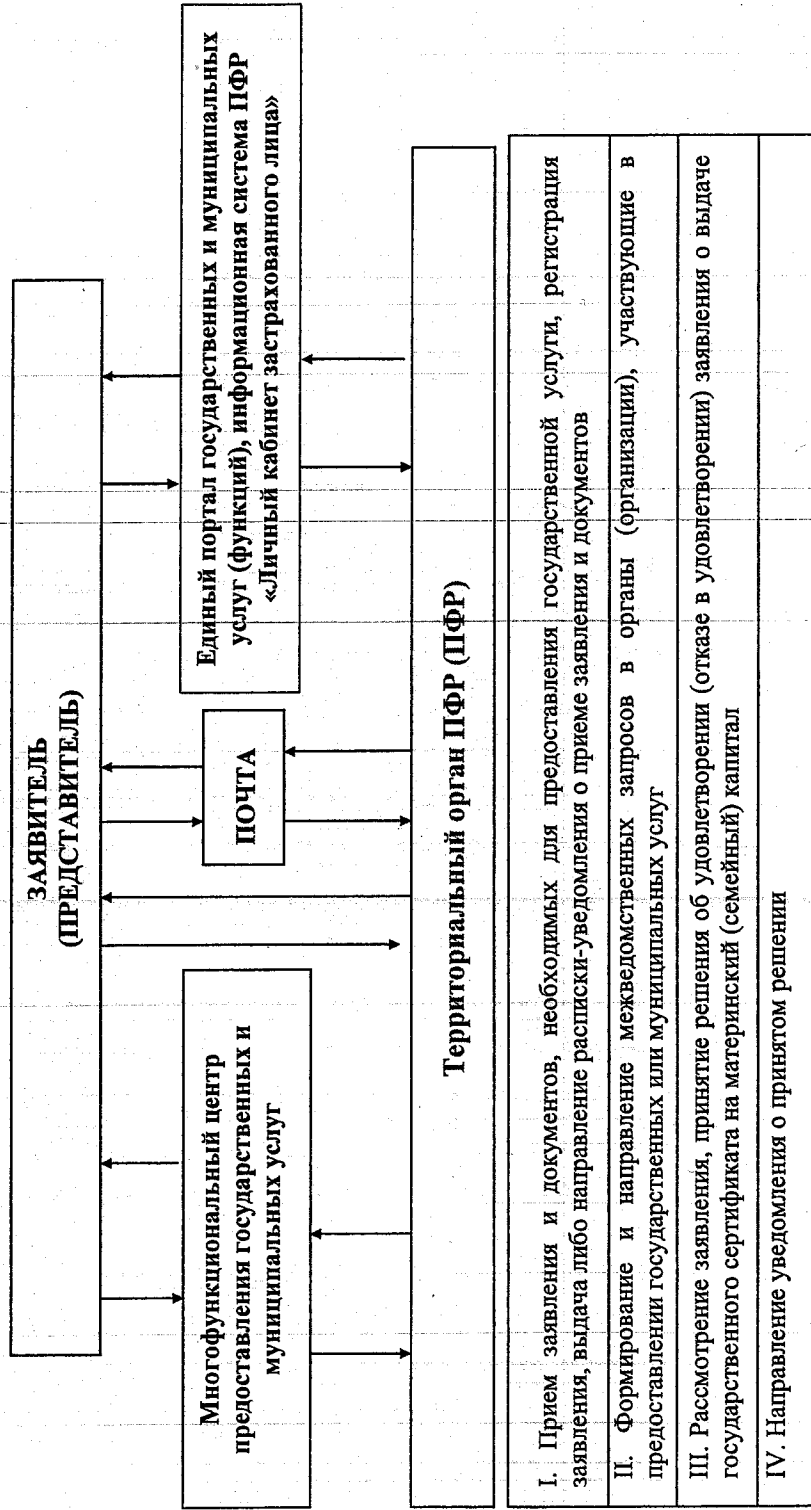 ЗАЯВИТЕЛЬ
(ПРЕДСТАВИТЕЛЬ)
Многофункциональный центр
предоставления государственных и
муниципальных услуг
ПОЧТА
Единый портал государственных и муниципальных
услуг (функций), информационная система ПФР
«Личный кабинет застрахованного лица»
Территориальный орган ПФР (ПФР)
I. Прием заявления и документов, необходимых для предоставления государственной услуги, регистрация
заявления, выдача либо направление расписки-уведомления о приеме заявления и документов
II. Формирование и направление межведомственных запросов в органы (организации), участвующие в
предоставлении государственных или муниципальных услуг
III. Рассмотрение заявления, принятие решения об удовлетворении (отказе в удовлетворении) заявления о выдаче
государственного сертификата на материнский (семейный) капитал
IV. Направление уведомления о принятом решении